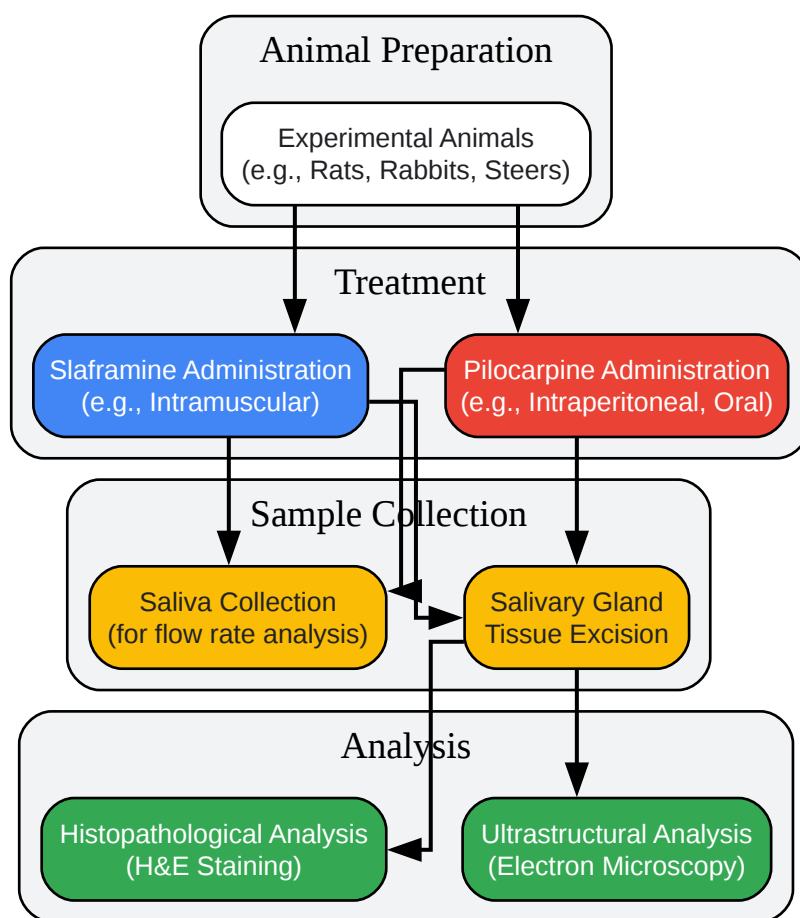 Animal Preparation
Experimental Animals
(e.g., Rats, Rabbits, Steers)
Treatment
Slaframine Administration
(e.g., Intramuscular)
Pilocarpine Administration
(e.g., Intraperitoneal, Oral)
Sample Collection
Saliva Collection
(for flow rate analysis)
Salivary Gland
Tissue Excision
Analysis
Histopathological Analysis
(H&E Staining)
Ultrastructural Analysis
(Electron Microscopy)